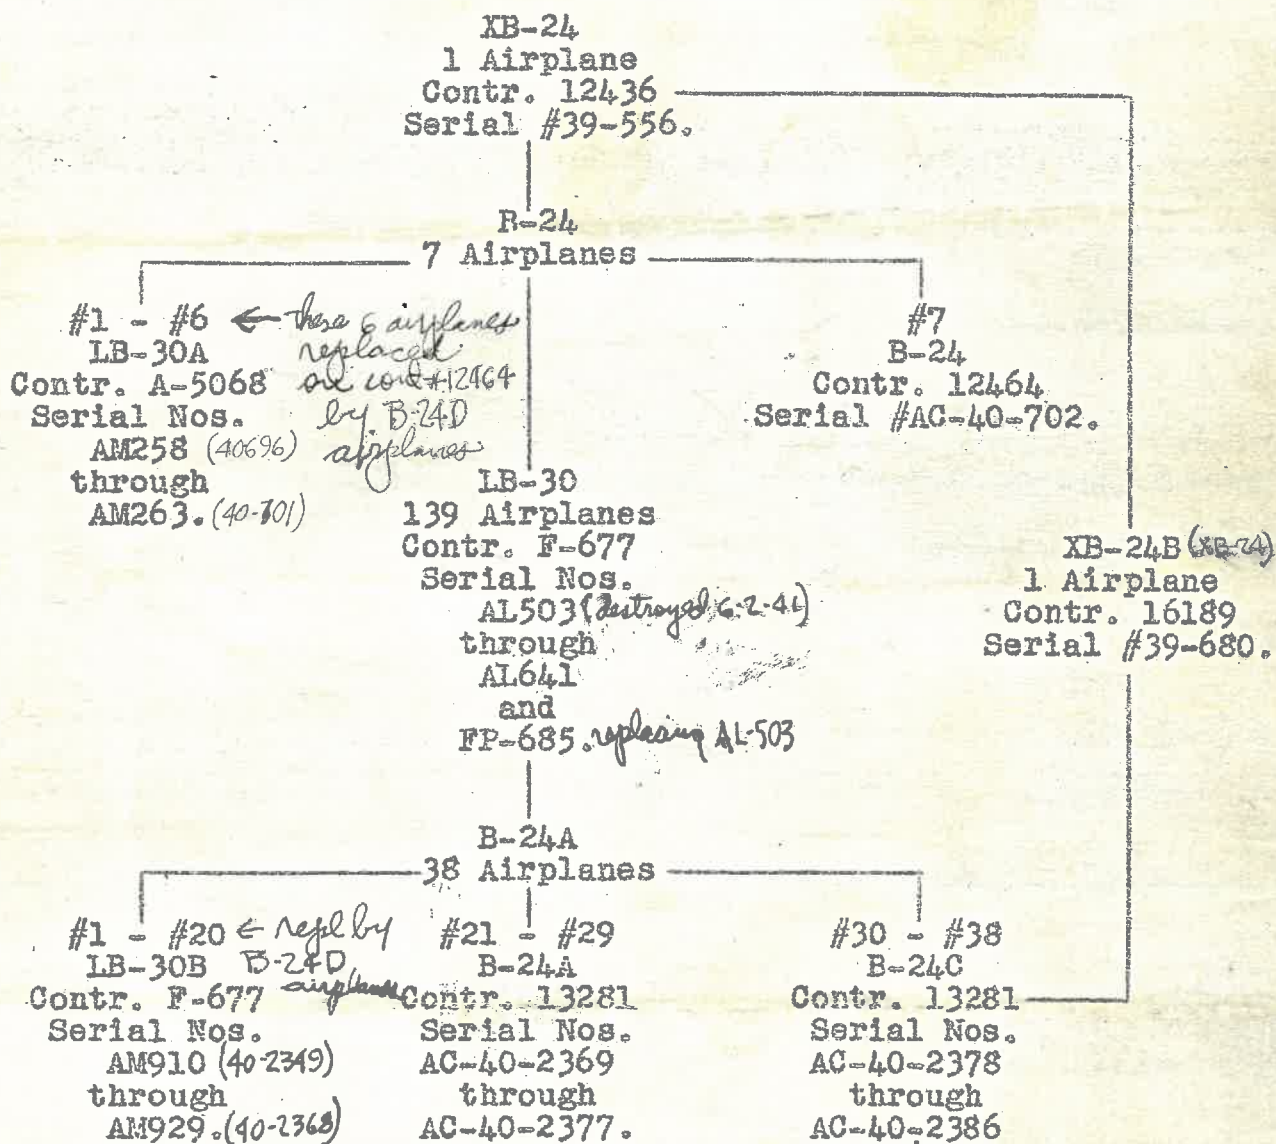 XB-24
1 Airplane
Contr. 12436
Serial #39-556.
B-24
7 Airplanes
#1 - #6 ← these 6 airplanes
LB-30A replaced
Contr. A-5068 on cont #12464
Serial Nos. by B-24D
AM258 (40696) airplanes
through
AM263. (40-701)
#7
B-24
Contr. 12464
Serial #AC-40-702.
LB-30
139 Airplanes
Contr. F-677
Serial Nos.
AL503 (Destroyed 6-2-41)
through
AL641
and
FP-685. replacing AL-503
XB-24B (XB-24)
1 Airplane
Contr. 16189
Serial #39-680.
B-24A
38 Airplanes
#1 - #20 ← repl by
LB-30B B-24D
Contr. F-677 airplanes
Serial Nos.
AM910 (40-2349)
through
AM929. (40-2368)
#21 - #29
B-24A
Contr. 13281
Serial Nos.
AC-40-2369
through
AC-40-2377.
#30 - #38
B-24C
Contr. 13281
Serial Nos.
AC-40-2378
through
AC-40-2386